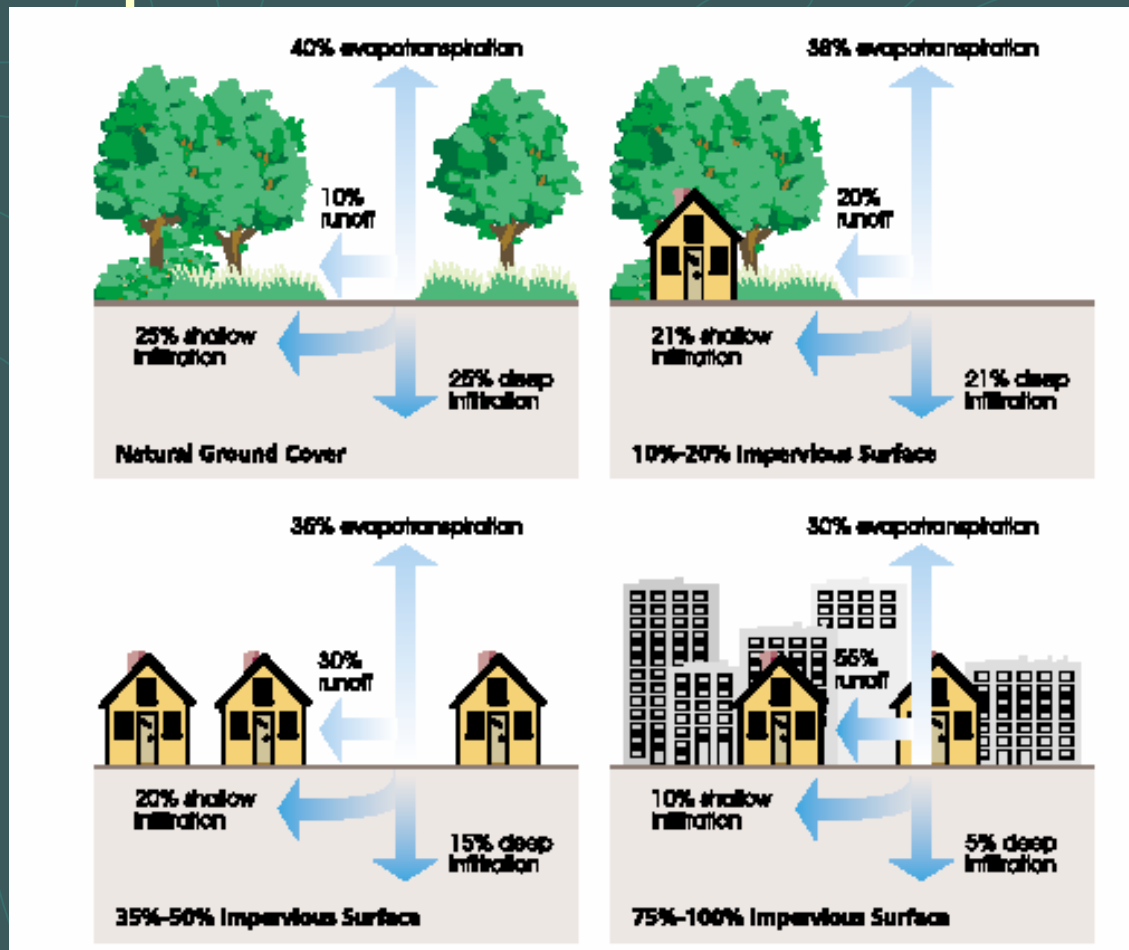 40% evapotranspiration
10%
runoff
25% shallow
infiltration
25% deep
infiltration
Natural Ground Cover
38% evapotranspiration
20%
runoff
21% shallow
infiltration
21% deep
infiltration
10%-20% Impervious Surface
35% evapotranspiration
30%
runoff
20% shallow
infiltration
15% deep
infiltration
35%-50% Impervious Surface
30% evapotranspiration
55%
runoff
10% shallow
infiltration
5% deep
infiltration
75%-100% Impervious Surface